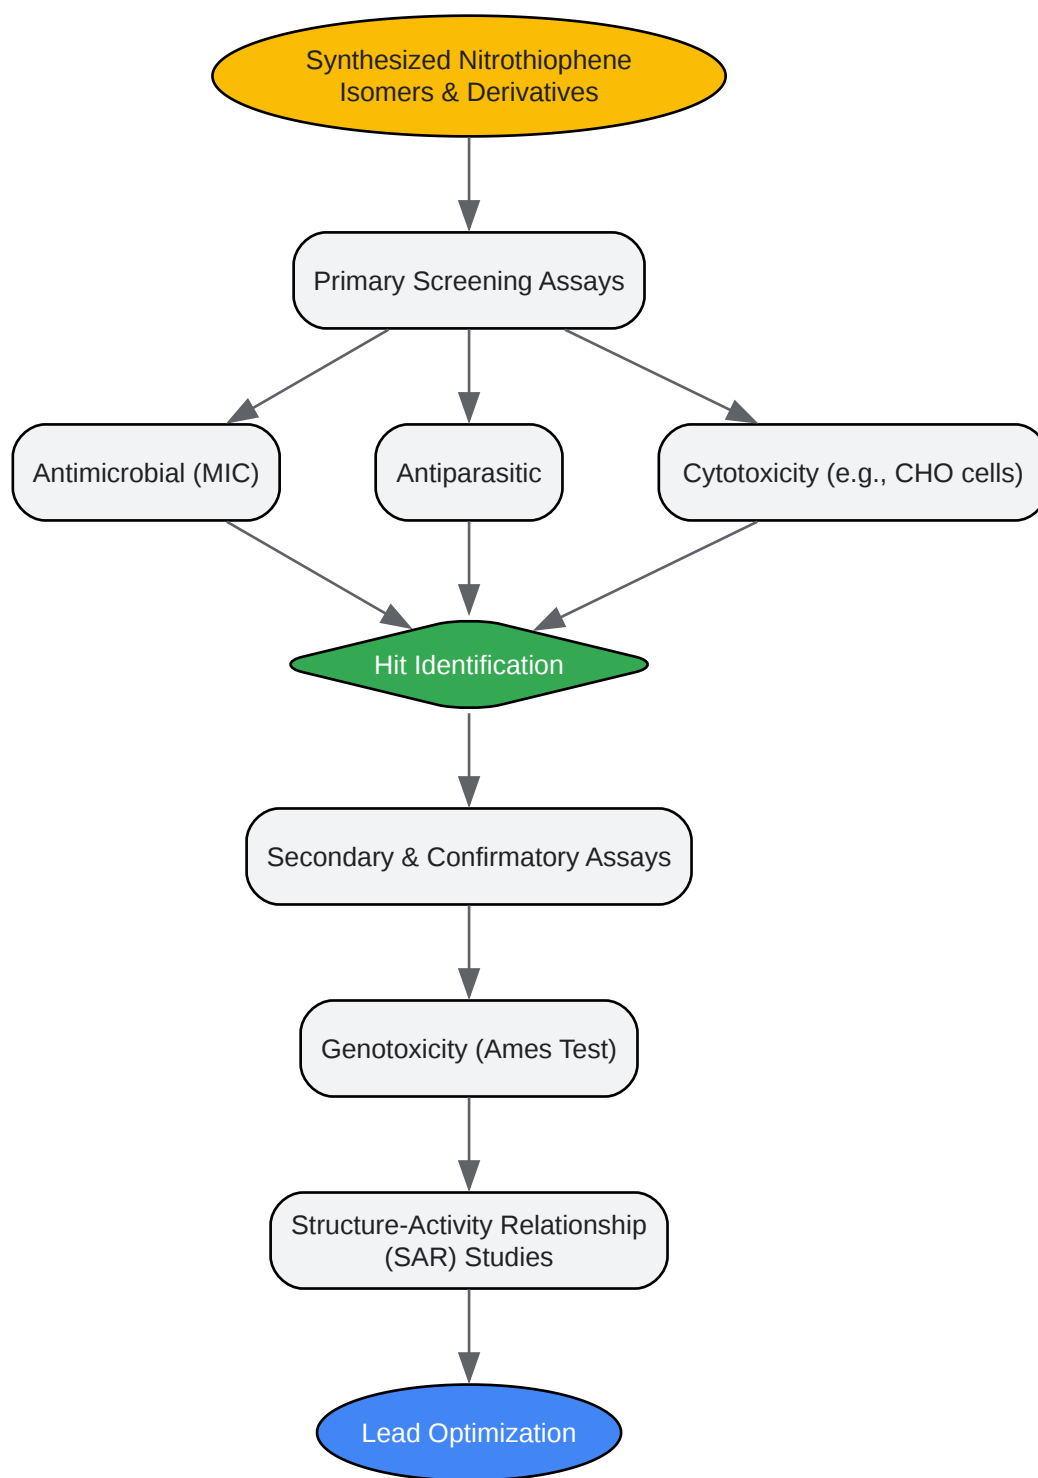 Synthesized Nitrothiophene
Isomers & Derivatives
Primary Screening Assays
Antimicrobial (MIC)
Antiparasitic
Cytotoxicity (e.g., CHO cells)
Hit Identification
Secondary & Confirmatory Assays
Genotoxicity (Ames Test)
Structure-Activity Relationship
(SAR) Studies
Lead Optimization